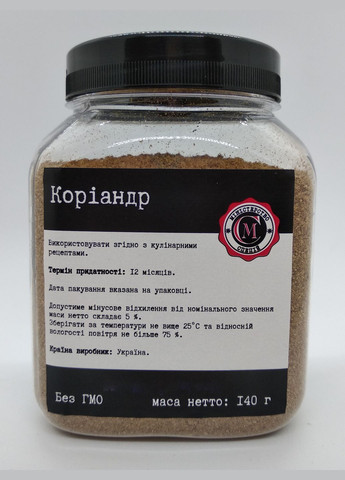 Коріандр
Використовувати згідно з кулінарними
рецептами.
Термін придатності: 12 місяців.
Дата пакування вказана на упаковці.
Допустиме мінусове відхилення від номінального значення
маси нетто складає 5 %.
Зберігати за температури не вище 25°C та відносній
вологості повітря не більше 75 %.
Країна виробник: Україна.
М
Без ГМО
маса нетто: 140 г